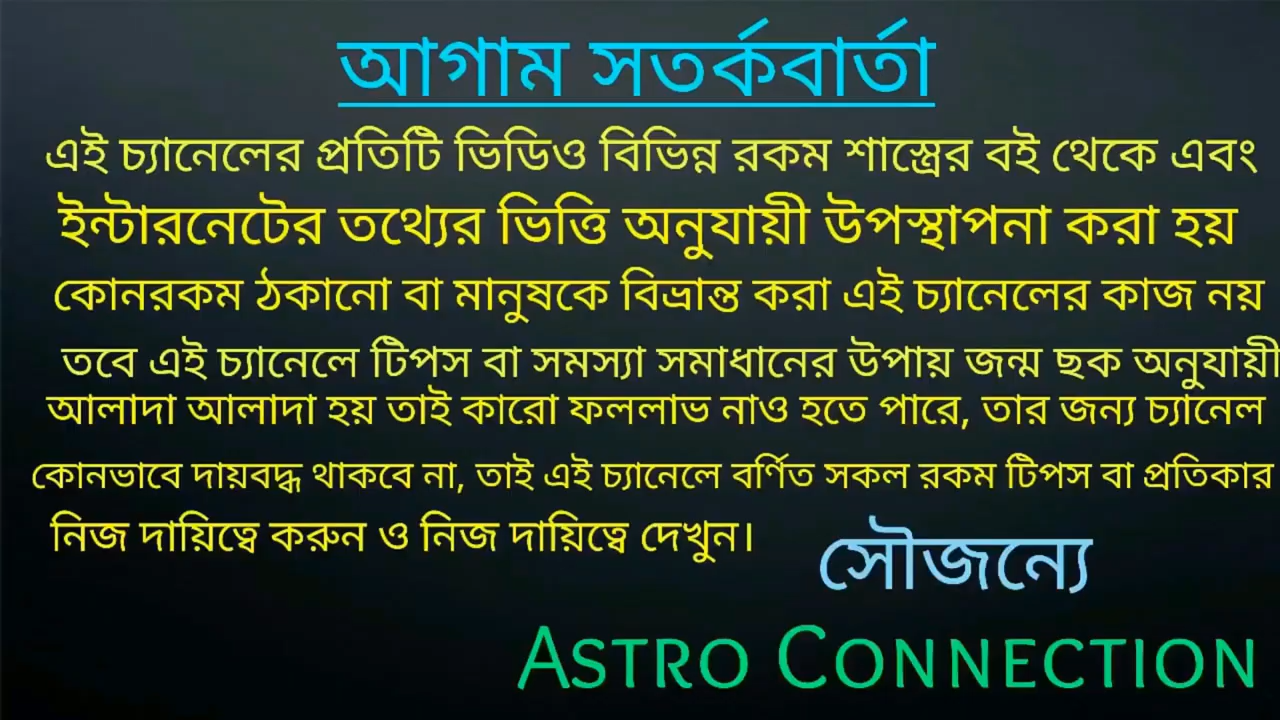 আগাম সতর্কবার্তা
এই চ্যানেলের প্রতিটি ভিডিও বিভিন্ন রকম শাস্ত্রের বই থেকে এবং
ইন্টারনেটের তথ্যের ভিত্তি অনুযায়ী উপস্থাপনা করা হয়
কোনরকম ঠকানো বা মানুষকে বিভ্রান্ত করা এই চ্যানেলের কাজ নয়
তবে এই চ্যানেলে টিপস বা সমস্যা সমাধানের উপায় জন্ম ছক অনুযায়ী
আলাদা আলাদা হয় তাই কারো ফললাভ নাও হতে পারে, তার জন্য চ্যানেল
কোনভাবে দায়বদ্ধ থাকবে না, তাই এই চ্যানেলে বর্ণিত সকল রকম টিপস বা প্রতিকার
নিজ দায়িত্বে করুন ও নিজ দায়িত্বে দেখুন।
সৌজন্যে
ASTRO CONNECTION